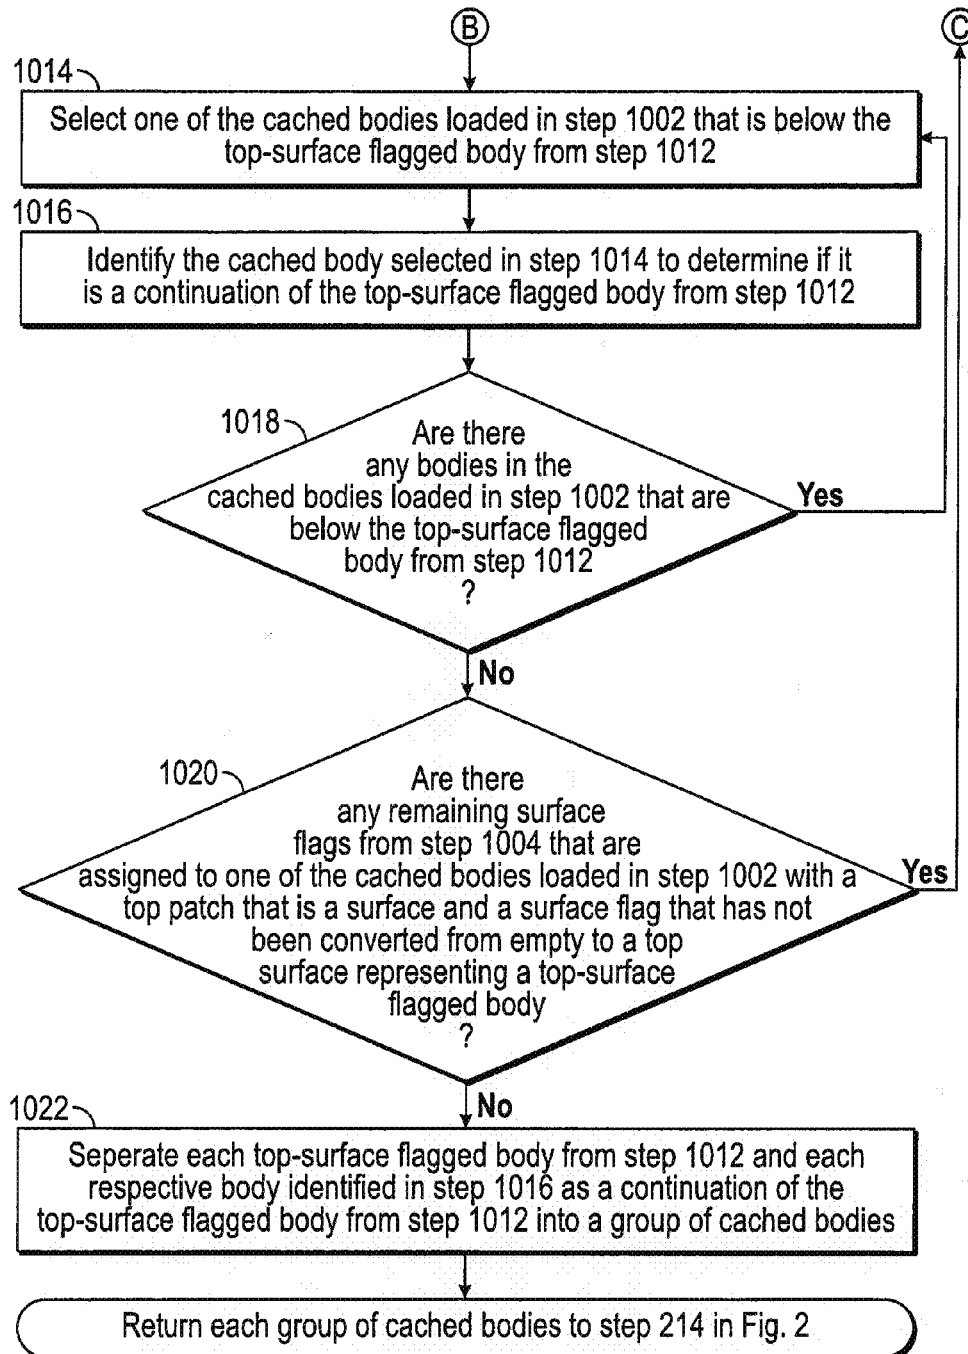 B
C
1014
Select one of the cached bodies loaded in step 1002 that is below the
top-surface flagged body from step 1012
1016
Identify the cached body selected in step 1014 to determine if it
is a continuation of the top-surface flagged body from step 1012
1018
Are there
any bodies in the
cached bodies loaded in step 1002 that are
below the top-surface flagged
body from step 1012
?
Yes
No
1020
Are there
any remaining surface
flags from step 1004 that are
assigned to one of the cached bodies loaded in step 1002 with a
top patch that is a surface and a surface flag that has not
been converted from empty to a top
surface representing a top-surface
flagged body
?
Yes
No
1022
Seperate each top-surface flagged body from step 1012 and each
respective body identified in step 1016 as a continuation of the
top-surface flagged body from step 1012 into a group of cached bodies
Return each group of cached bodies to step 214 in Fig. 2